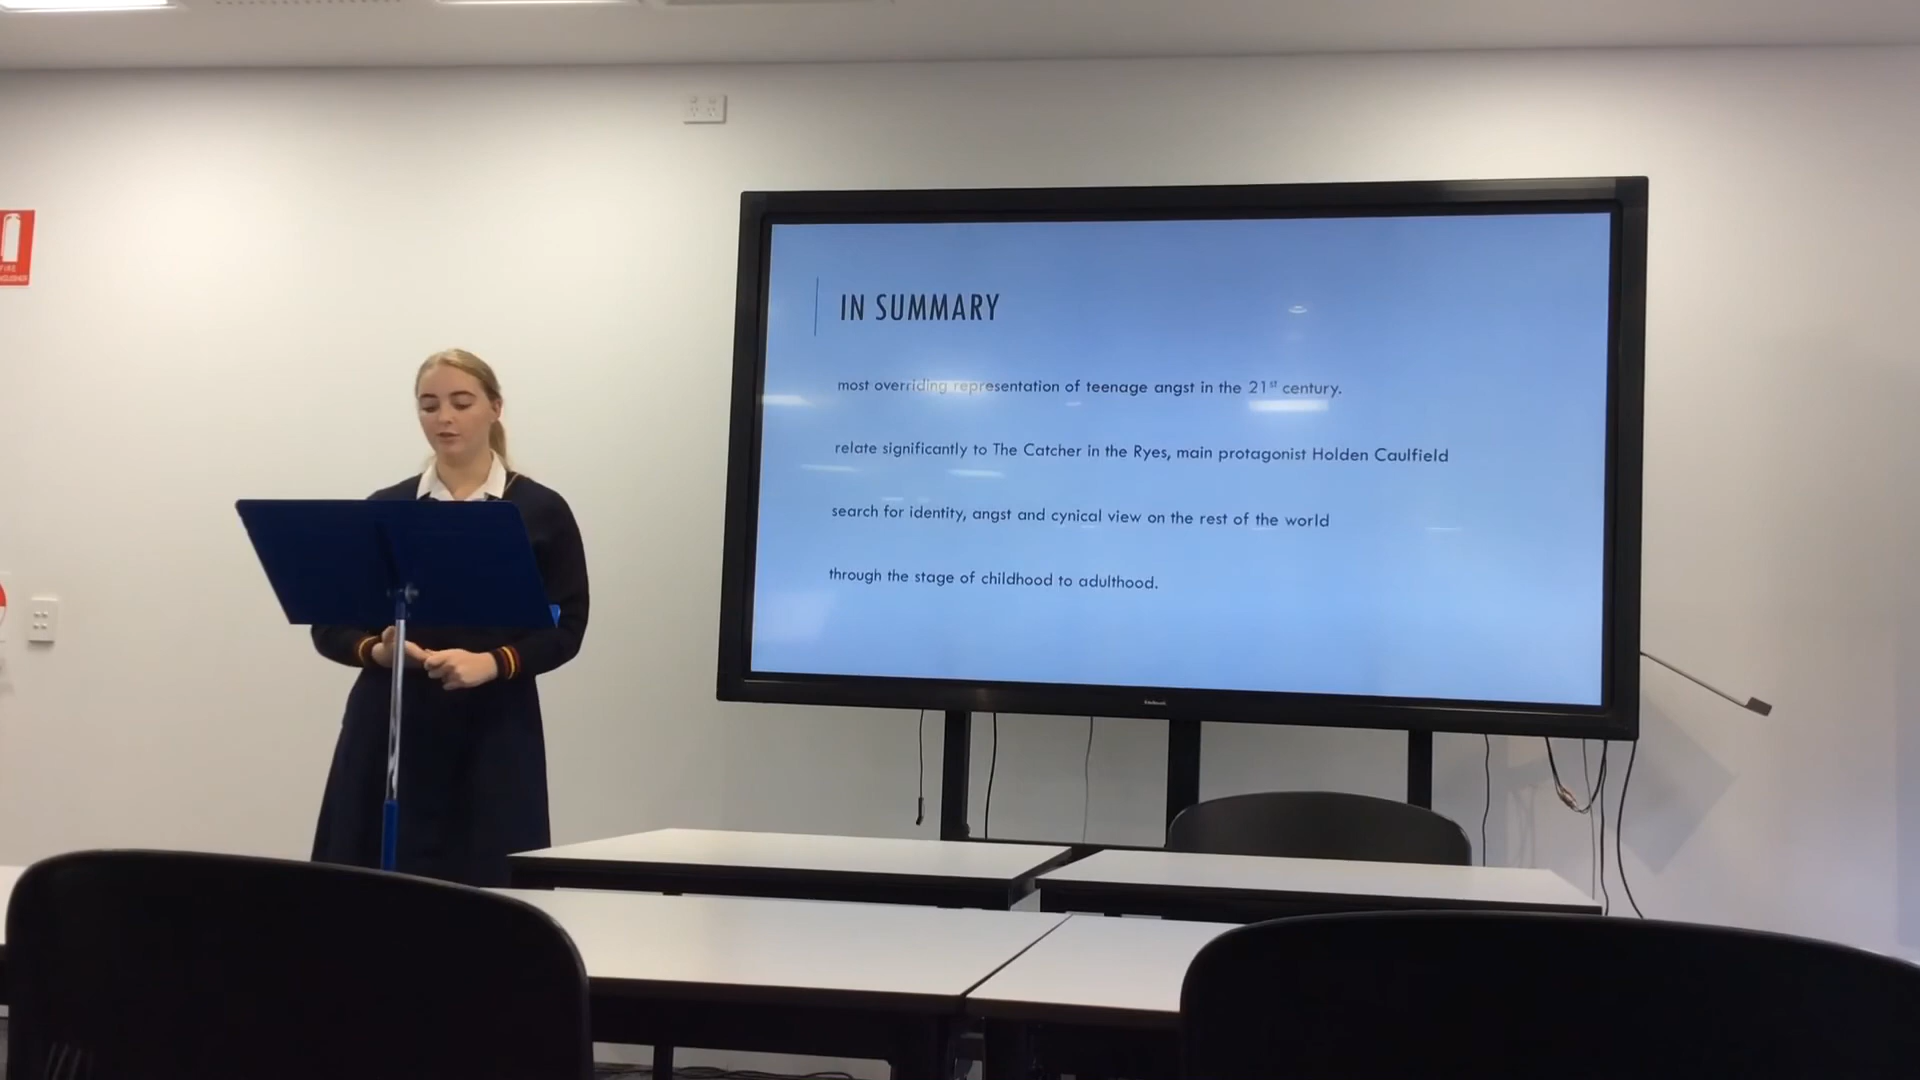 FIRE
IN SUMMARY
most overriding representation of teenage angst in the 21st century.
relate significantly to The Catcher in the Ryes, main protagonist Holden Caulfield
search for identity, angst and cynical view on the rest of the world
through the stage of childhood to adulthood.